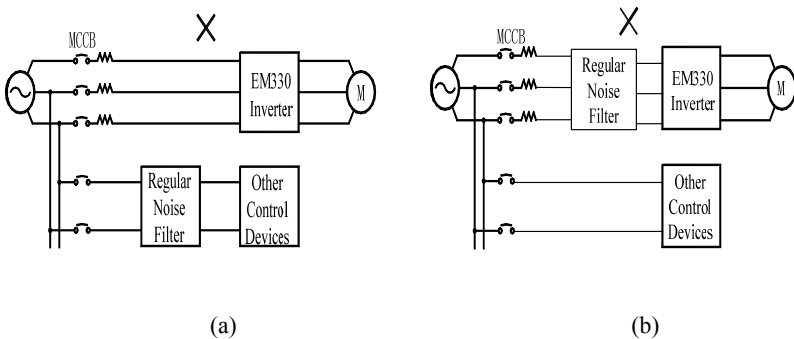 MCCB
EM330
Inverter
M
Regular
Noise
Filter
Other
Control
Devices
(a)
MCCB
Regular
Noise
Filter
EM330
Inverter
M
Other
Control
Devices
(b)